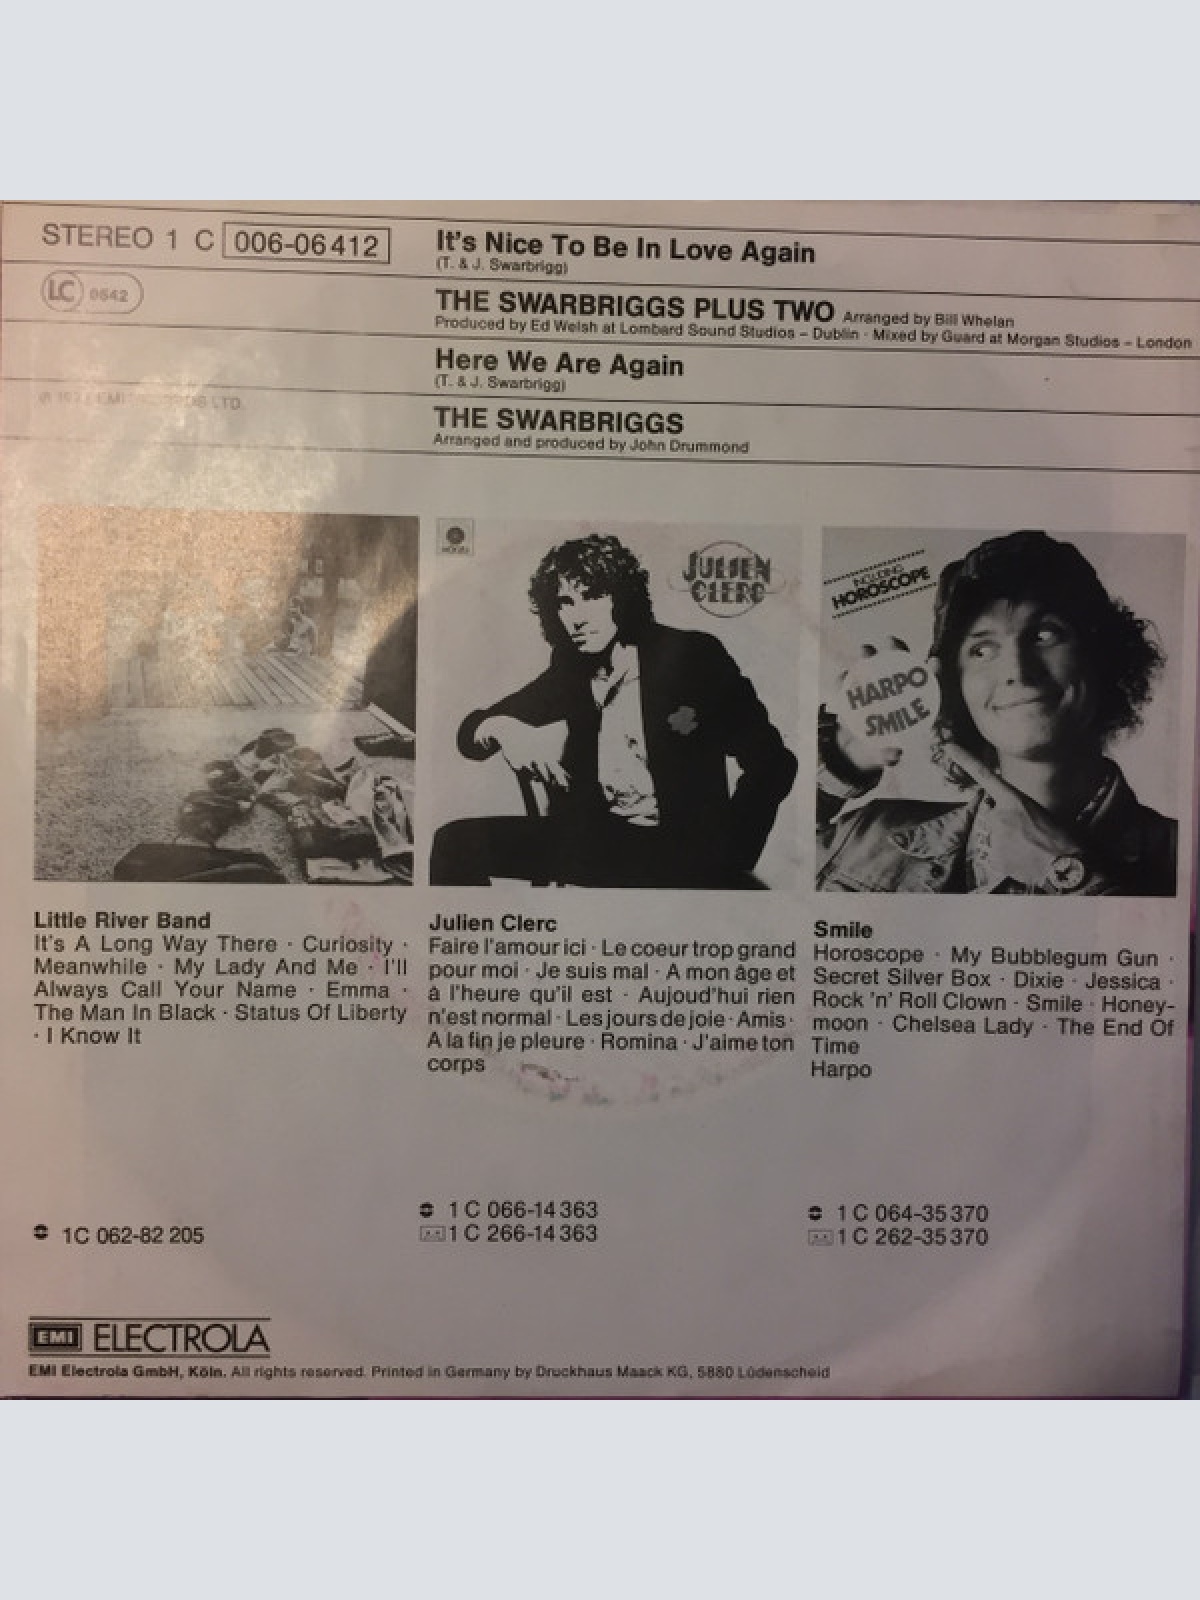 STEREO 1 C 006-06 412
LC 0542
It's Nice To Be In Love Again
(T. & J. Swarbrigg)
THE SWARBRIGGS PLUS TWO Arranged by Bill Whelan
Produced by Ed Welsh at Lombard Sound Studios – Dublin · Mixed by Guard at Morgan Studios – London
Here We Are Again
(T. & J. Swarbrigg)
THE SWARBRIGGS
Arranged and produced by John Drummond
EMI RECORDS LTD.
JULIEN
CLERC
INCLUDING
HOROSCOPE
HARPO
SMILE
Little River Band
It's A Long Way There · Curiosity ·
Meanwhile · My Lady And Me · I'll
Always Call Your Name · Emma ·
The Man In Black · Status Of Liberty
· I Know It
1C 062-82 205
Julien Clerc
Faire l'amour ici · Le coeur trop grand
pour moi · Je suis mal · A mon âge et
à l'heure qu'il est · Aujoud'hui rien
n'est normal · Les jours de joie · Amis ·
A la fin je pleure · Romina · J'aime ton
corps
1 C 066-14 363
1 C 266-14 363
Smile
Horoscope · My Bubblegum Gun ·
Secret Silver Box · Dixie · Jessica ·
Rock 'n' Roll Clown · Smile · Honey-
moon · Chelsea Lady · The End Of
Time
Harpo
1 C 064-35 370
1 C 262-35 370
EMI ELECTROLA
EMI Electrola GmbH, Köln. All rights reserved. Printed in Germany by Druckhaus Maack KG, 5880 Lüdenscheid